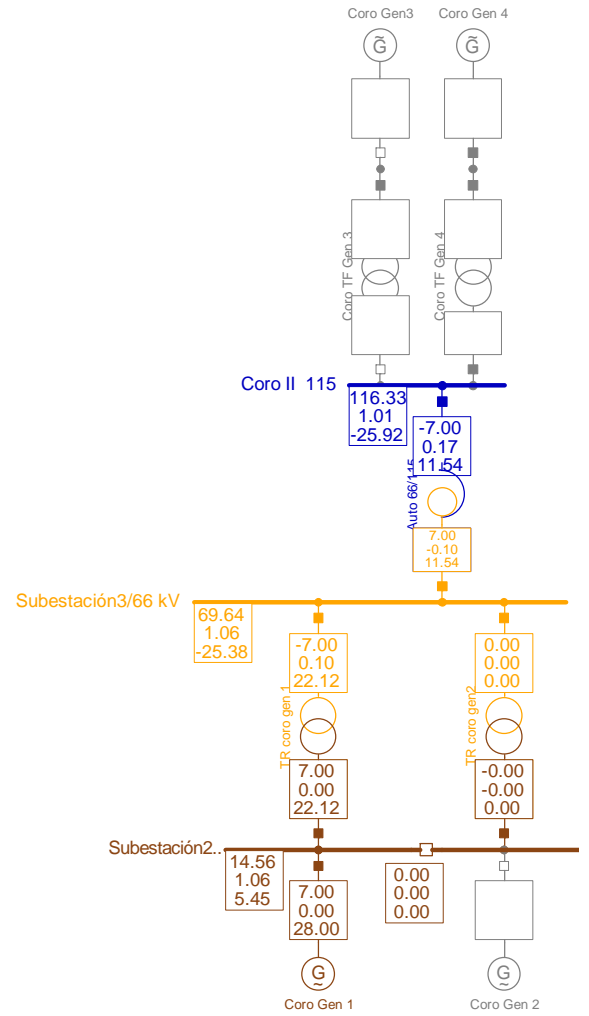 Coro Gen3
Coro Gen 4
G
G
Coro TF Gen 3
Coro TF Gen 4
Coro II 115
116.33
1.01
-25.92
-7.00
0.17
11.54
Auto 66/115
7.00
-0.10
11.54
Subestación3/66 kV
69.64
1.06
-25.38
-7.00
0.10
22.12
0.00
0.00
0.00
TR coro gen 1
TR coro gen2
7.00
0.00
22.12
-0.00
-0.00
0.00
Subestación2..
14.56
1.06
5.45
7.00
0.00
28.00
0.00
0.00
0.00
G
G
Coro Gen 1
Coro Gen 2